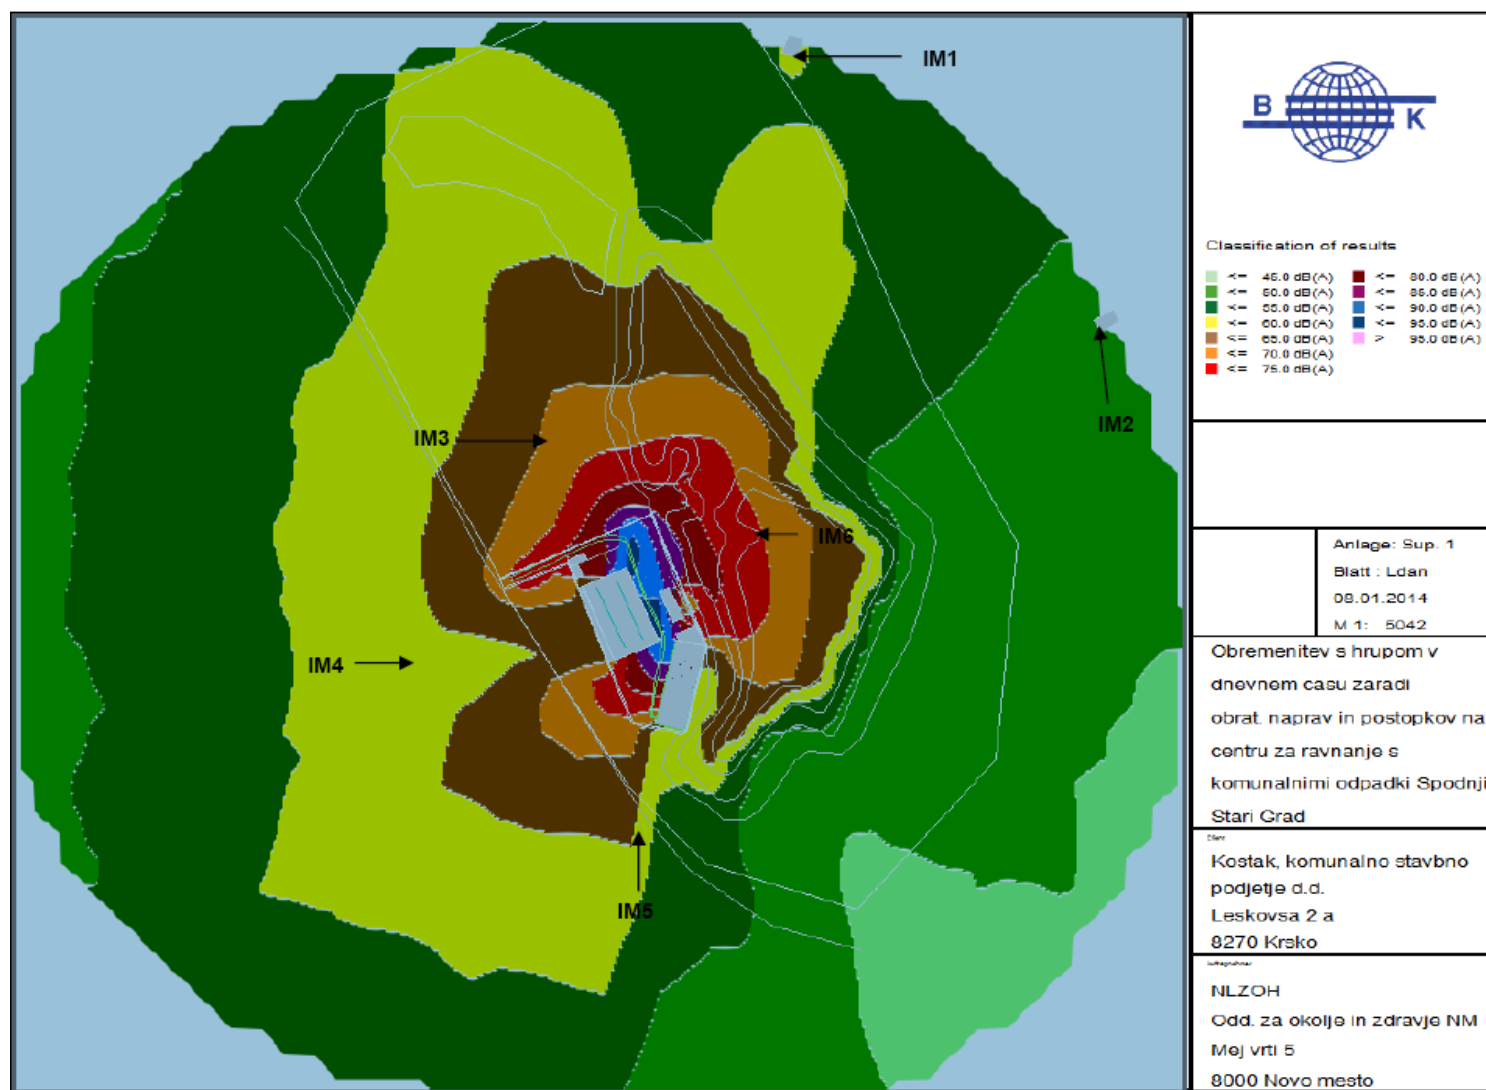 IM1
IM2
IM3
IM6
IM4
IM5
B
K
Classification of results
<= 45.0 dB(A)
<= 50.0 dB(A)
<= 55.0 dB(A)
<= 60.0 dB(A)
<= 65.0 dB(A)
<= 70.0 dB(A)
<= 75.0 dB(A)
<= 80.0 dB(A)
<= 85.0 dB(A)
<= 90.0 dB(A)
<= 95.0 dB(A)
> 95.0 dB(A)
Anlage: Sup. 1
Blatt : Ldan
08.01.2014
M 1: 5042
Obremenitev s hrupom v
dnevnem casu zaradi
obrat. naprav in postopkov na
centru za ravnanje s
komunalnimi odpadki Spodnji
Stari Grad
Kostak, komunalno stavbno
podjetje d.d.
Leskovsa 2 a
8270 Krsko
NLZOH
Odd. za okolje in zdravje NM
Mej vrti 5
8000 Novo mesto